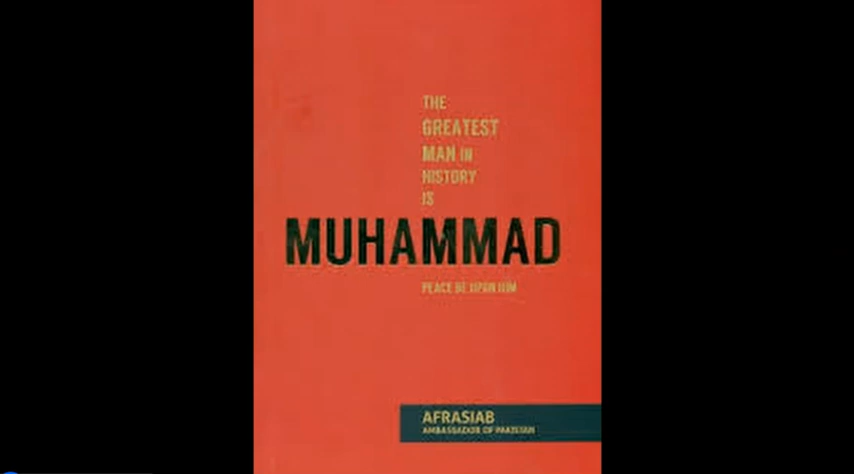 THE
GREATEST
MAN IN
HISTORY
IS
MUHAMMAD
PEACE BE UPON HIM
AFRASIAB
AMBASSADOR OF PAKISTAN